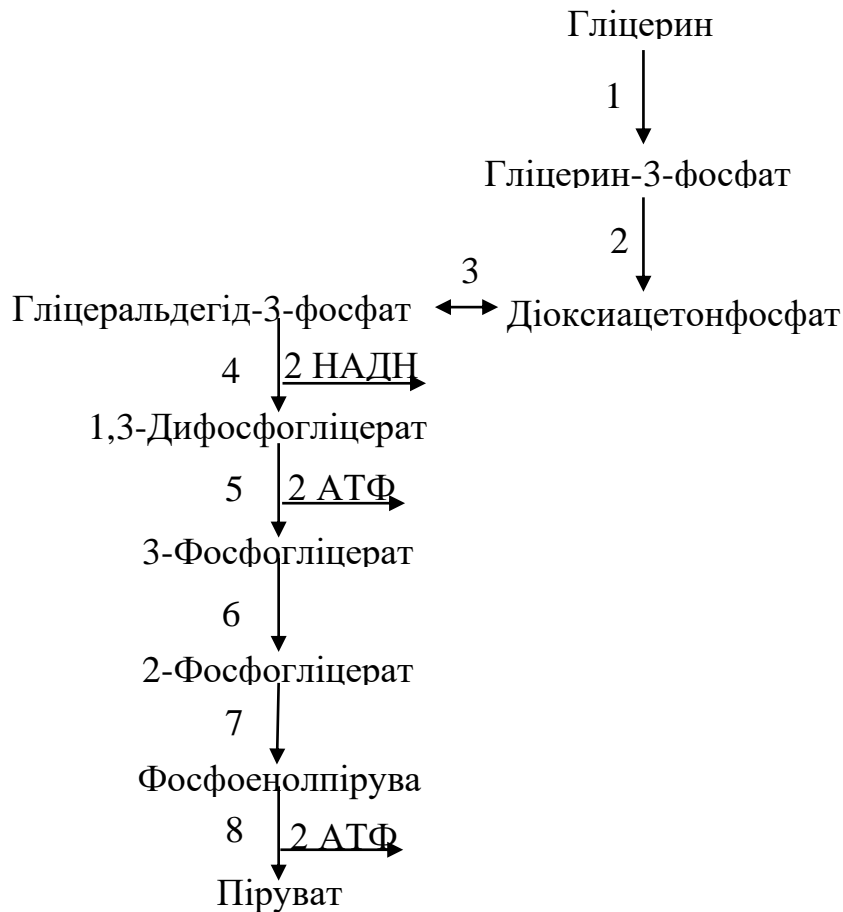 Гліцерин
1
Гліцерин-3-фосфат
2
3
Гліцеральдегід-3-фосфат
Діоксиацетонфосфат
4
2 НАДН
1,3-Дифосфогліцерат
5
2 АТФ
3-Фосфогліцерат
6
2-Фосфогліцерат
7
Фосфоенолпірува
8
2 АТФ
Піруват